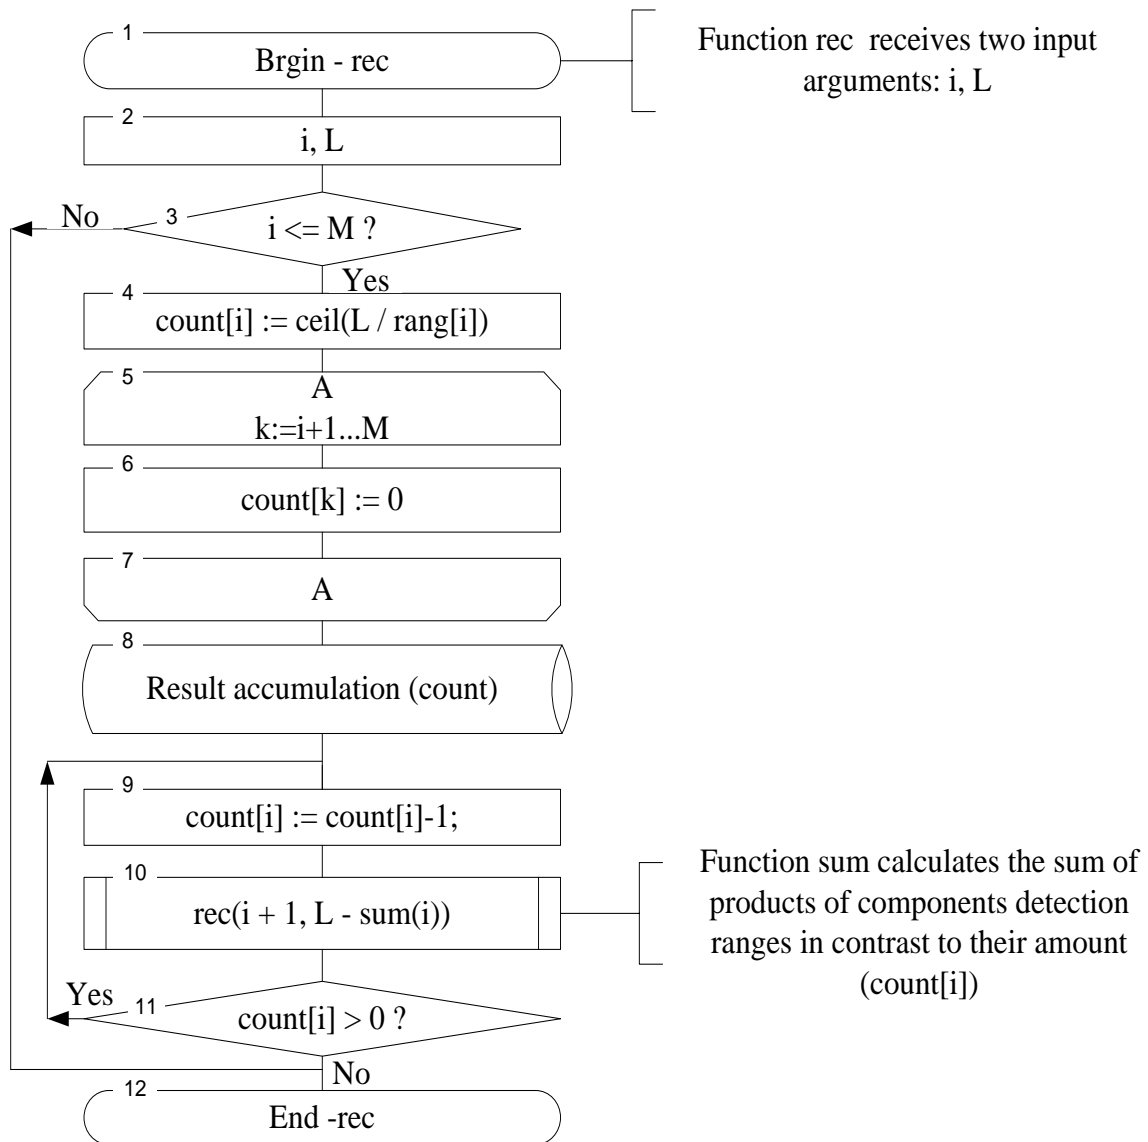 1
Brgin - rec
Function rec receives two input
arguments: i, L
2
i, L
No
3
i <= M ?
Yes
4
count[i] := ceil(L / rang[i])
5
A
k:=i+1...M
6
count[k] := 0
7
A
8
Result accumulation (count)
9
count[i] := count[i]-1;
10
rec(i + 1, L - sum(i))
Function sum calculates the sum of
products of components detection
ranges in contrast to their amount
(count[i])
Yes
11
count[i] > 0 ?
No
12
End -rec